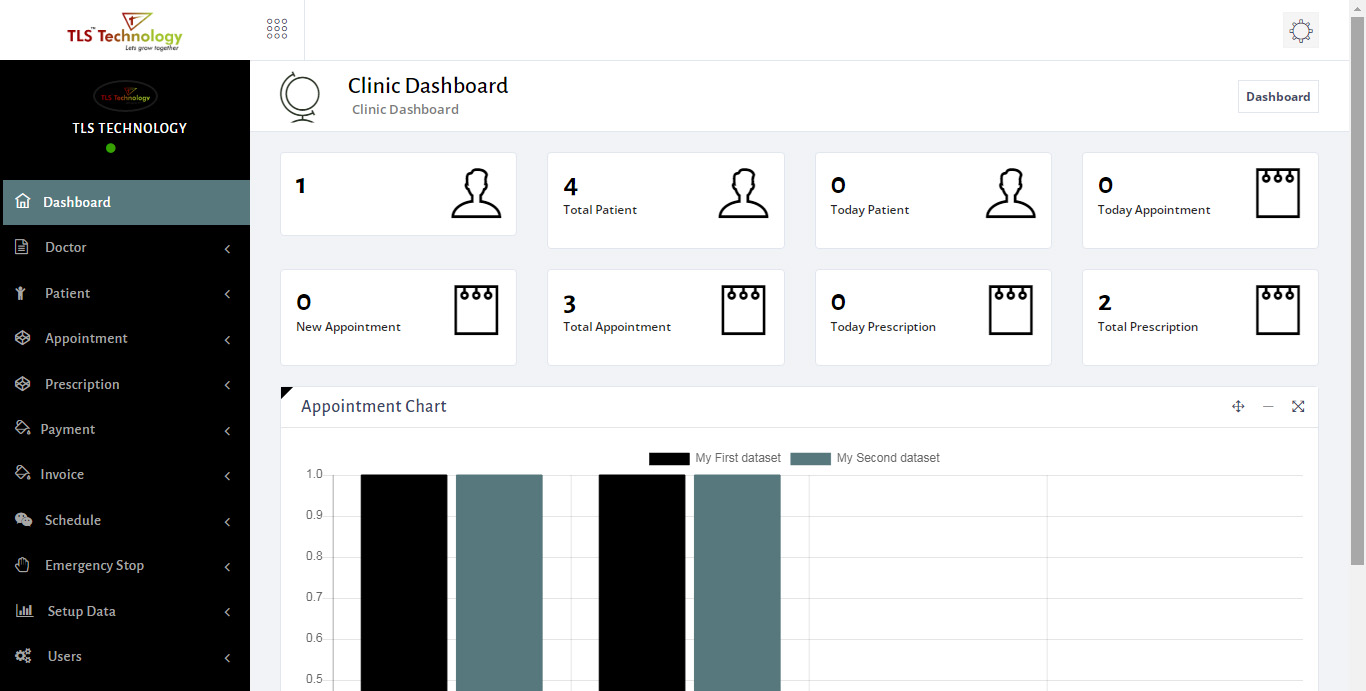 TLS™ Technology
Lets grow together
Clinic Dashboard
Clinic Dashboard
Dashboard
TLS Technology
TLS TECHNOLOGY
Dashboard
Doctor
Patient
Appointment
Prescription
Payment
Invoice
Schedule
Emergency Stop
Setup Data
Users
1
4
Total Patient
0
Today Patient
0
Today Appointment
0
New Appointment
3
Total Appointment
0
Today Prescription
2
Total Prescription
Appointment Chart
My First dataset
My Second dataset
1.0
0.9
0.8
0.7
0.6
0.5